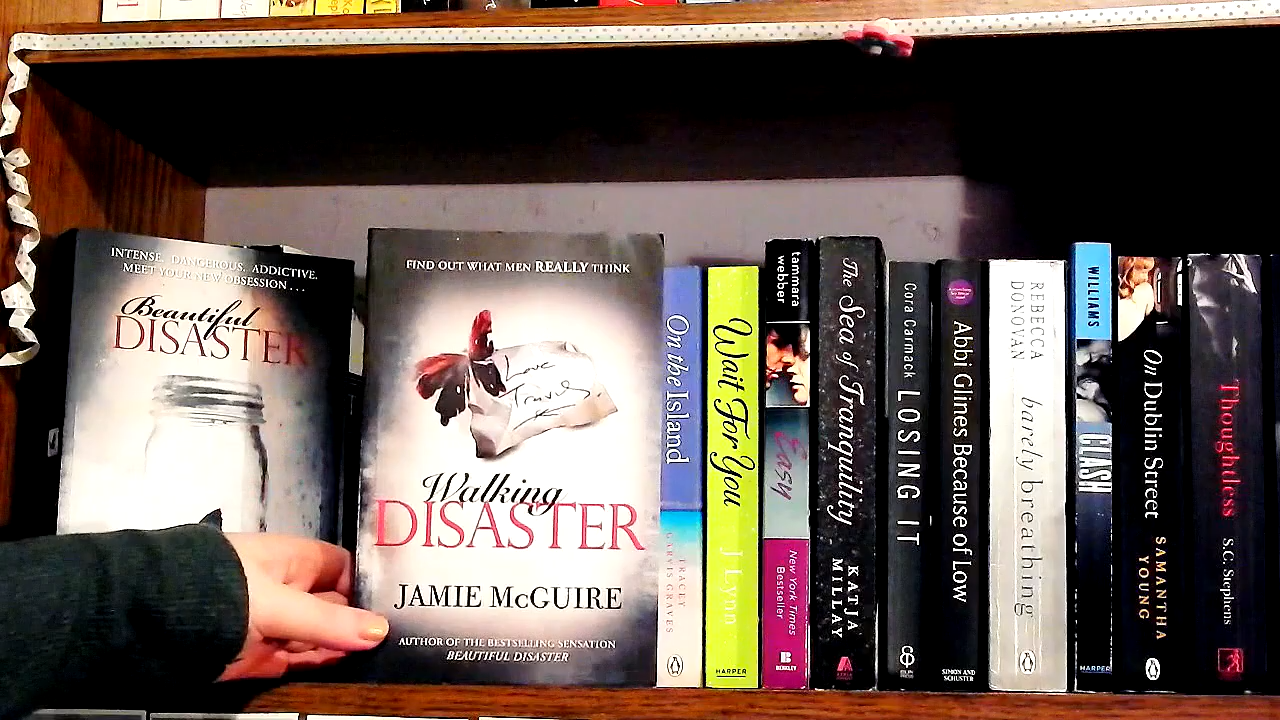 INTENSE. DANGEROUS. ADDICTIVE.
MEET YOUR NEW OBSESSION . . .
Beautiful
DISASTER
FIND OUT WHAT MEN REALLY THINK
Love
Travis
x
Walking
DISASTER
JAMIE McGUIRE
AUTHOR OF THE BESTSELLING SENSATION
BEAUTIFUL DISASTER
On the Island
TRACEY
GARVIS GRAVES
Wait For You
J. Lynn
HARPER
tammara
webber
Easy
New York Times
Bestseller
B
BERKLEY
The Sea of Tranquility
KATJA
MILLAY
Cora Carmack
LOSING IT
Abbi Glines Because of Low
SIMON AND
SCHUSTER
REBECCA
DONOVAN
barely breathing
WILLIAMS
CLASH
HARPER
On Dublin Street
SAMANTHA
YOUNG
Thoughtless
S.C. Stephens